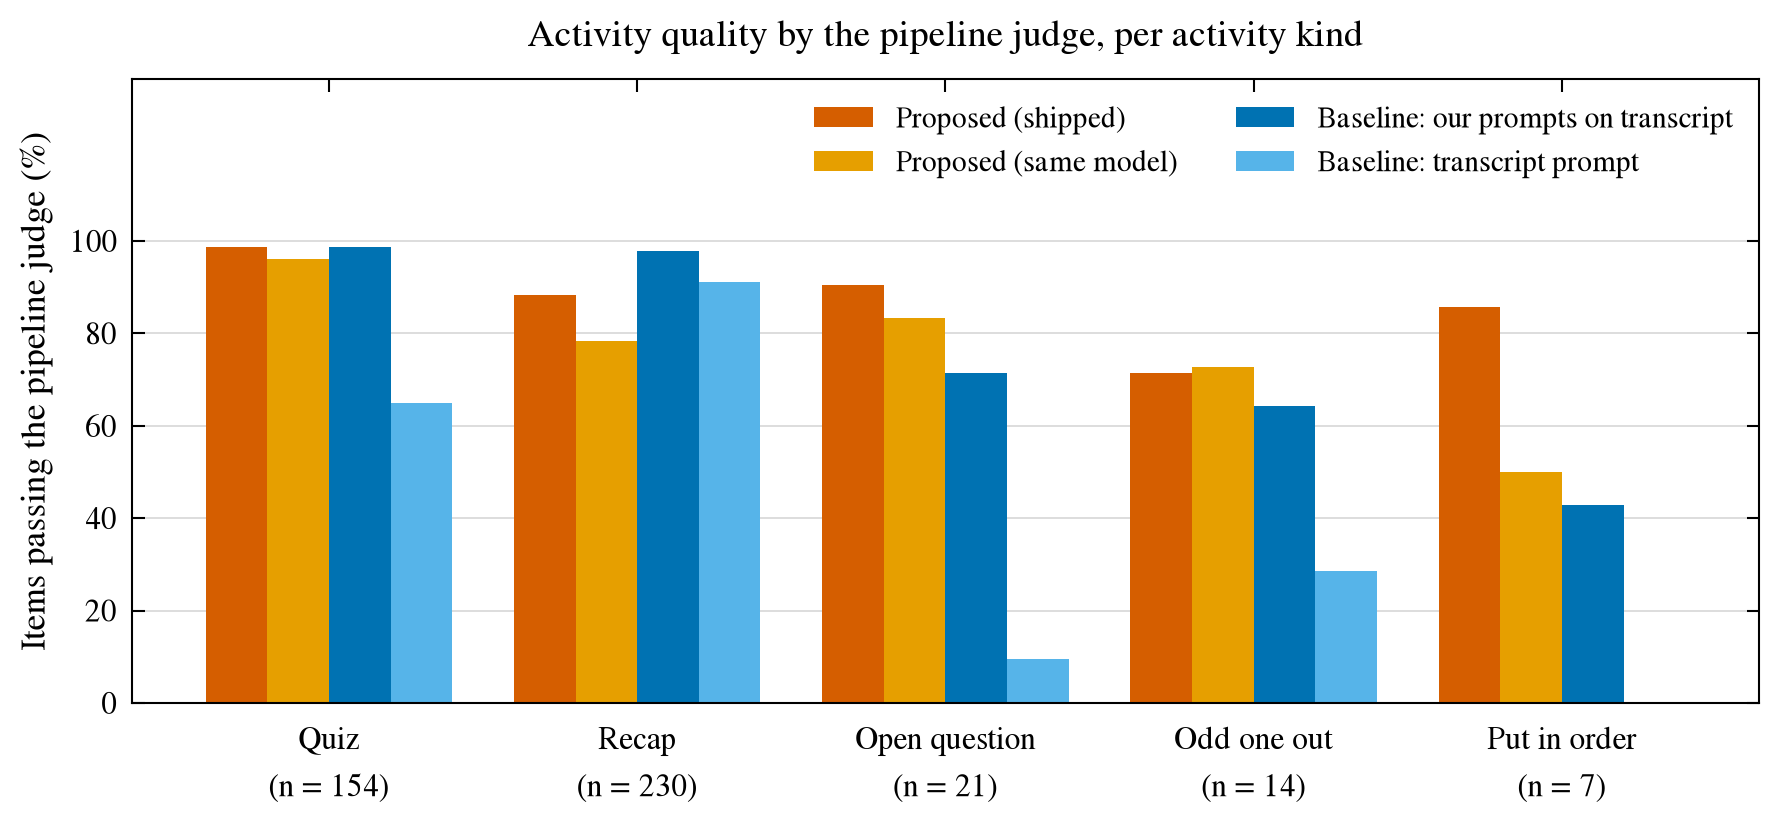 Activity quality by the pipeline judge, per activity kind
Items passing the pipeline judge (%)
Proposed (shipped)
Proposed (same model)
Baseline: our prompts on transcript
Baseline: transcript prompt
100
80
60
40
20
0
Quiz
(n = 154)
Recap
(n = 230)
Open question
(n = 21)
Odd one out
(n = 14)
Put in order
(n = 7)